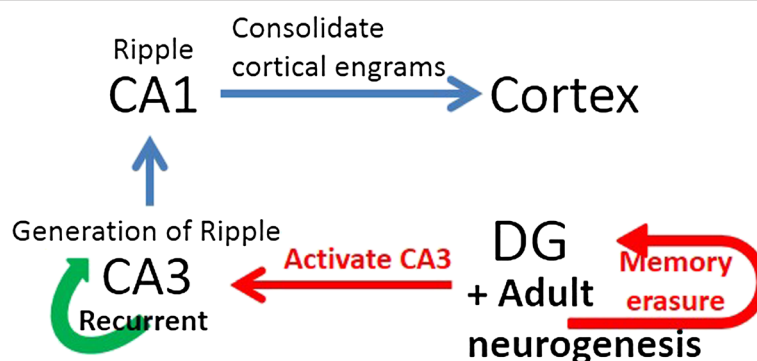 Ripple
CA1
Consolidate
cortical engrams
Cortex
Generation of Ripple
CA3
Recurrent
Activate CA3
DG
+ Adult
neurogenesis
Memory
erasure